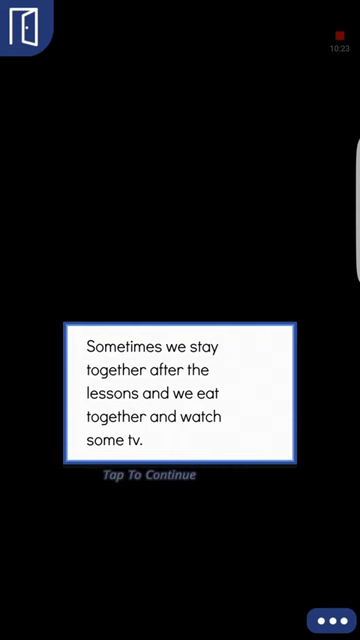 10:23
Sometimes we stay
together after the
lessons and we eat
together and watch
some tv.
Tap To Continue